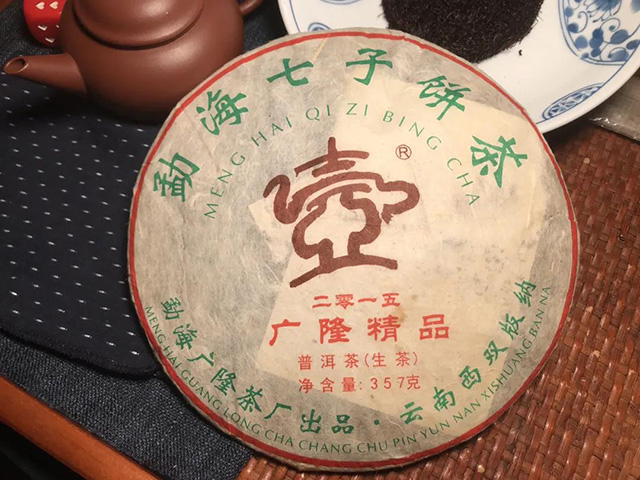 勐海七子饼茶
MENG HAI QI ZI BING CHA
壶®
二零一五
广隆精品
普洱茶(生茶)
净含量:357克
勐海广隆茶厂出品·云南西双版纳
MENG HAI GUANG LONG CHA CHANG CHU PIN YUN NAN XISHUANG BAN NA